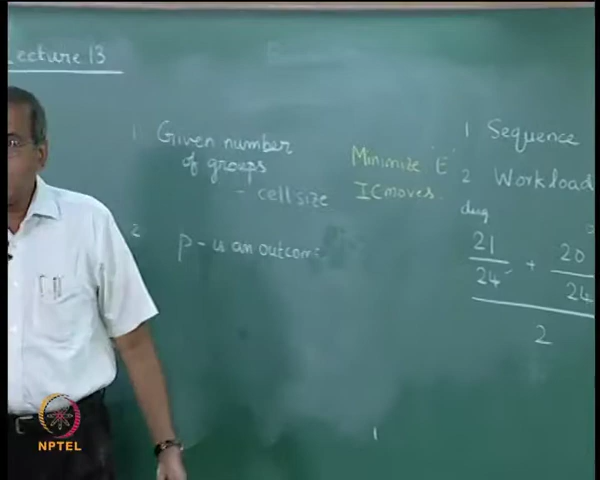 Lecture 13
1 Given number
of groups
- cell size
2 p - is an outcome
Minimize 'E'
IC moves.
1 Sequence
2 Workload
21/24 + 20/24
2
NPTEL